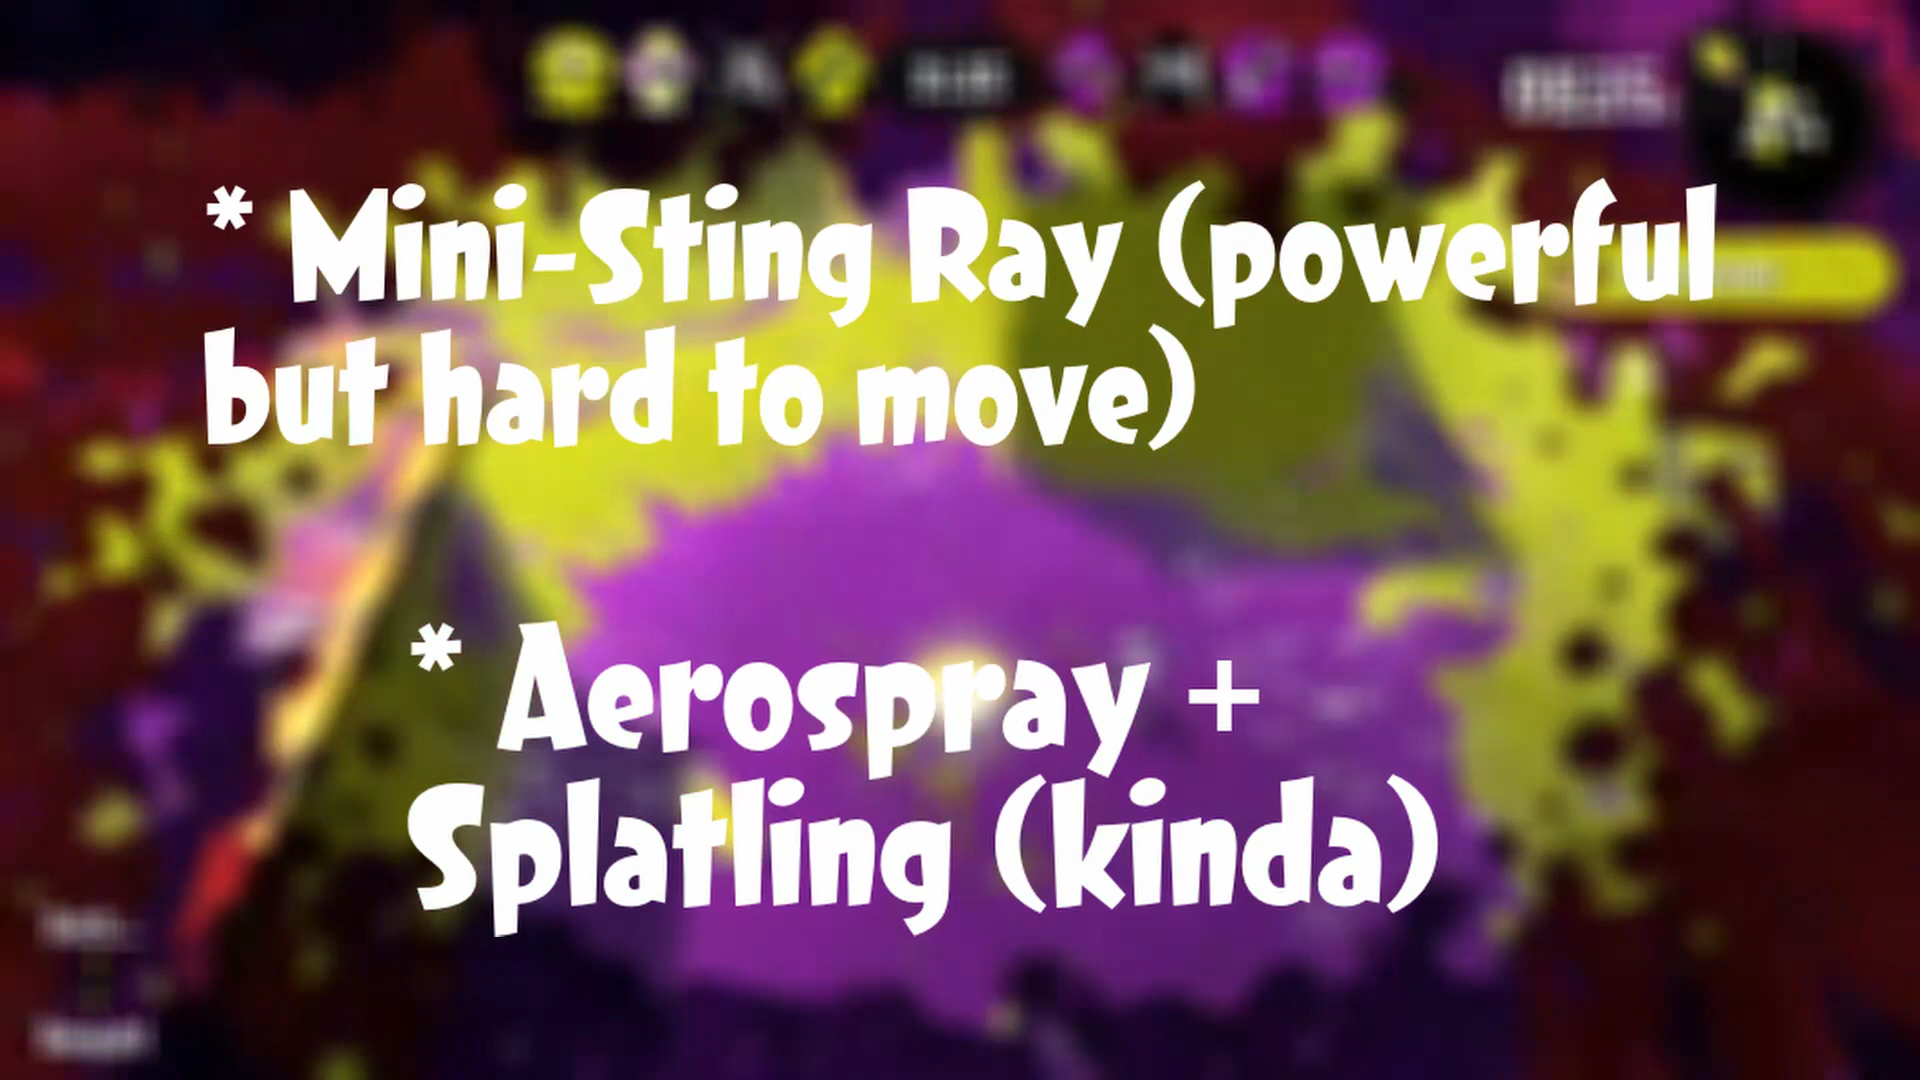 * Mini-Sting Ray (powerful
but hard to move)
* Aerospray +
Splatling (kinda)